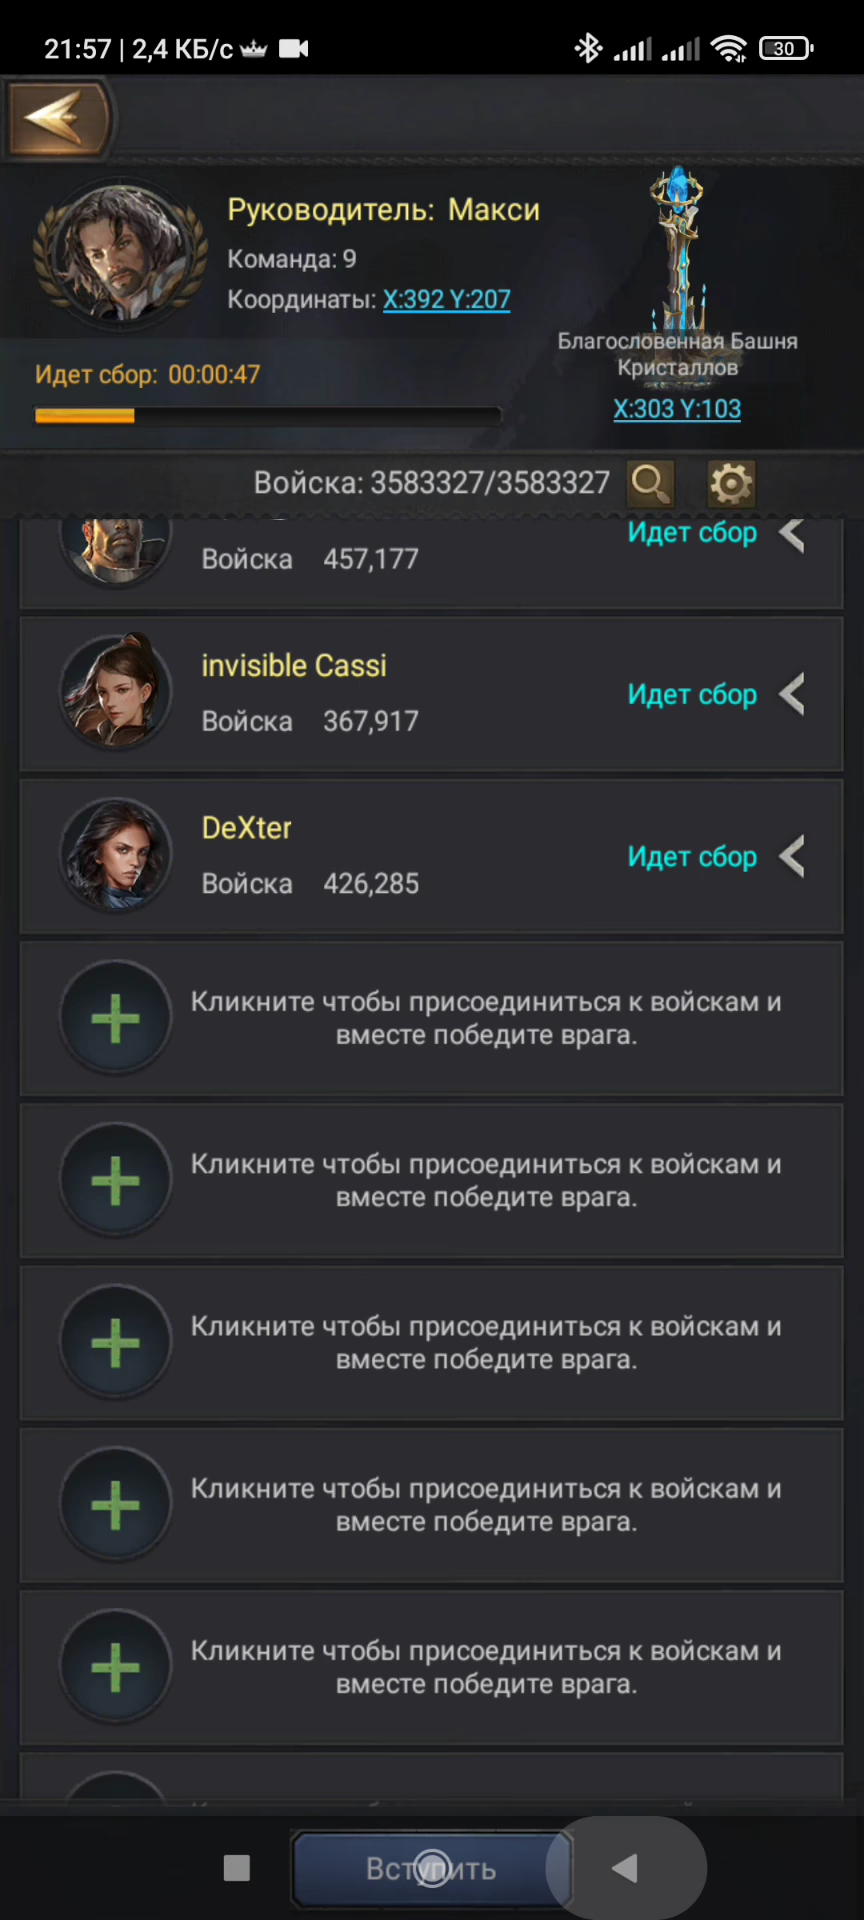 21:57 | 2,4 КБ/с
30
Руководитель: Макси
Команда: 9
Координаты: X:392 Y:207
Благословенная Башня
Кристаллов
Идет сбор: 00:00:47
X:303 Y:103
Войска: 3583327/3583327
Идет сбор
Войска 457,177
invisible Cassi
Идет сбор
Войска 367,917
DeXter
Идет сбор
Войска 426,285
Кликните чтобы присоединиться к войскам и
вместе победите врага.
Кликните чтобы присоединиться к войскам и
вместе победите врага.
Кликните чтобы присоединиться к войскам и
вместе победите врага.
Кликните чтобы присоединиться к войскам и
вместе победите врага.
Кликните чтобы присоединиться к войскам и
вместе победите врага.
Вступить